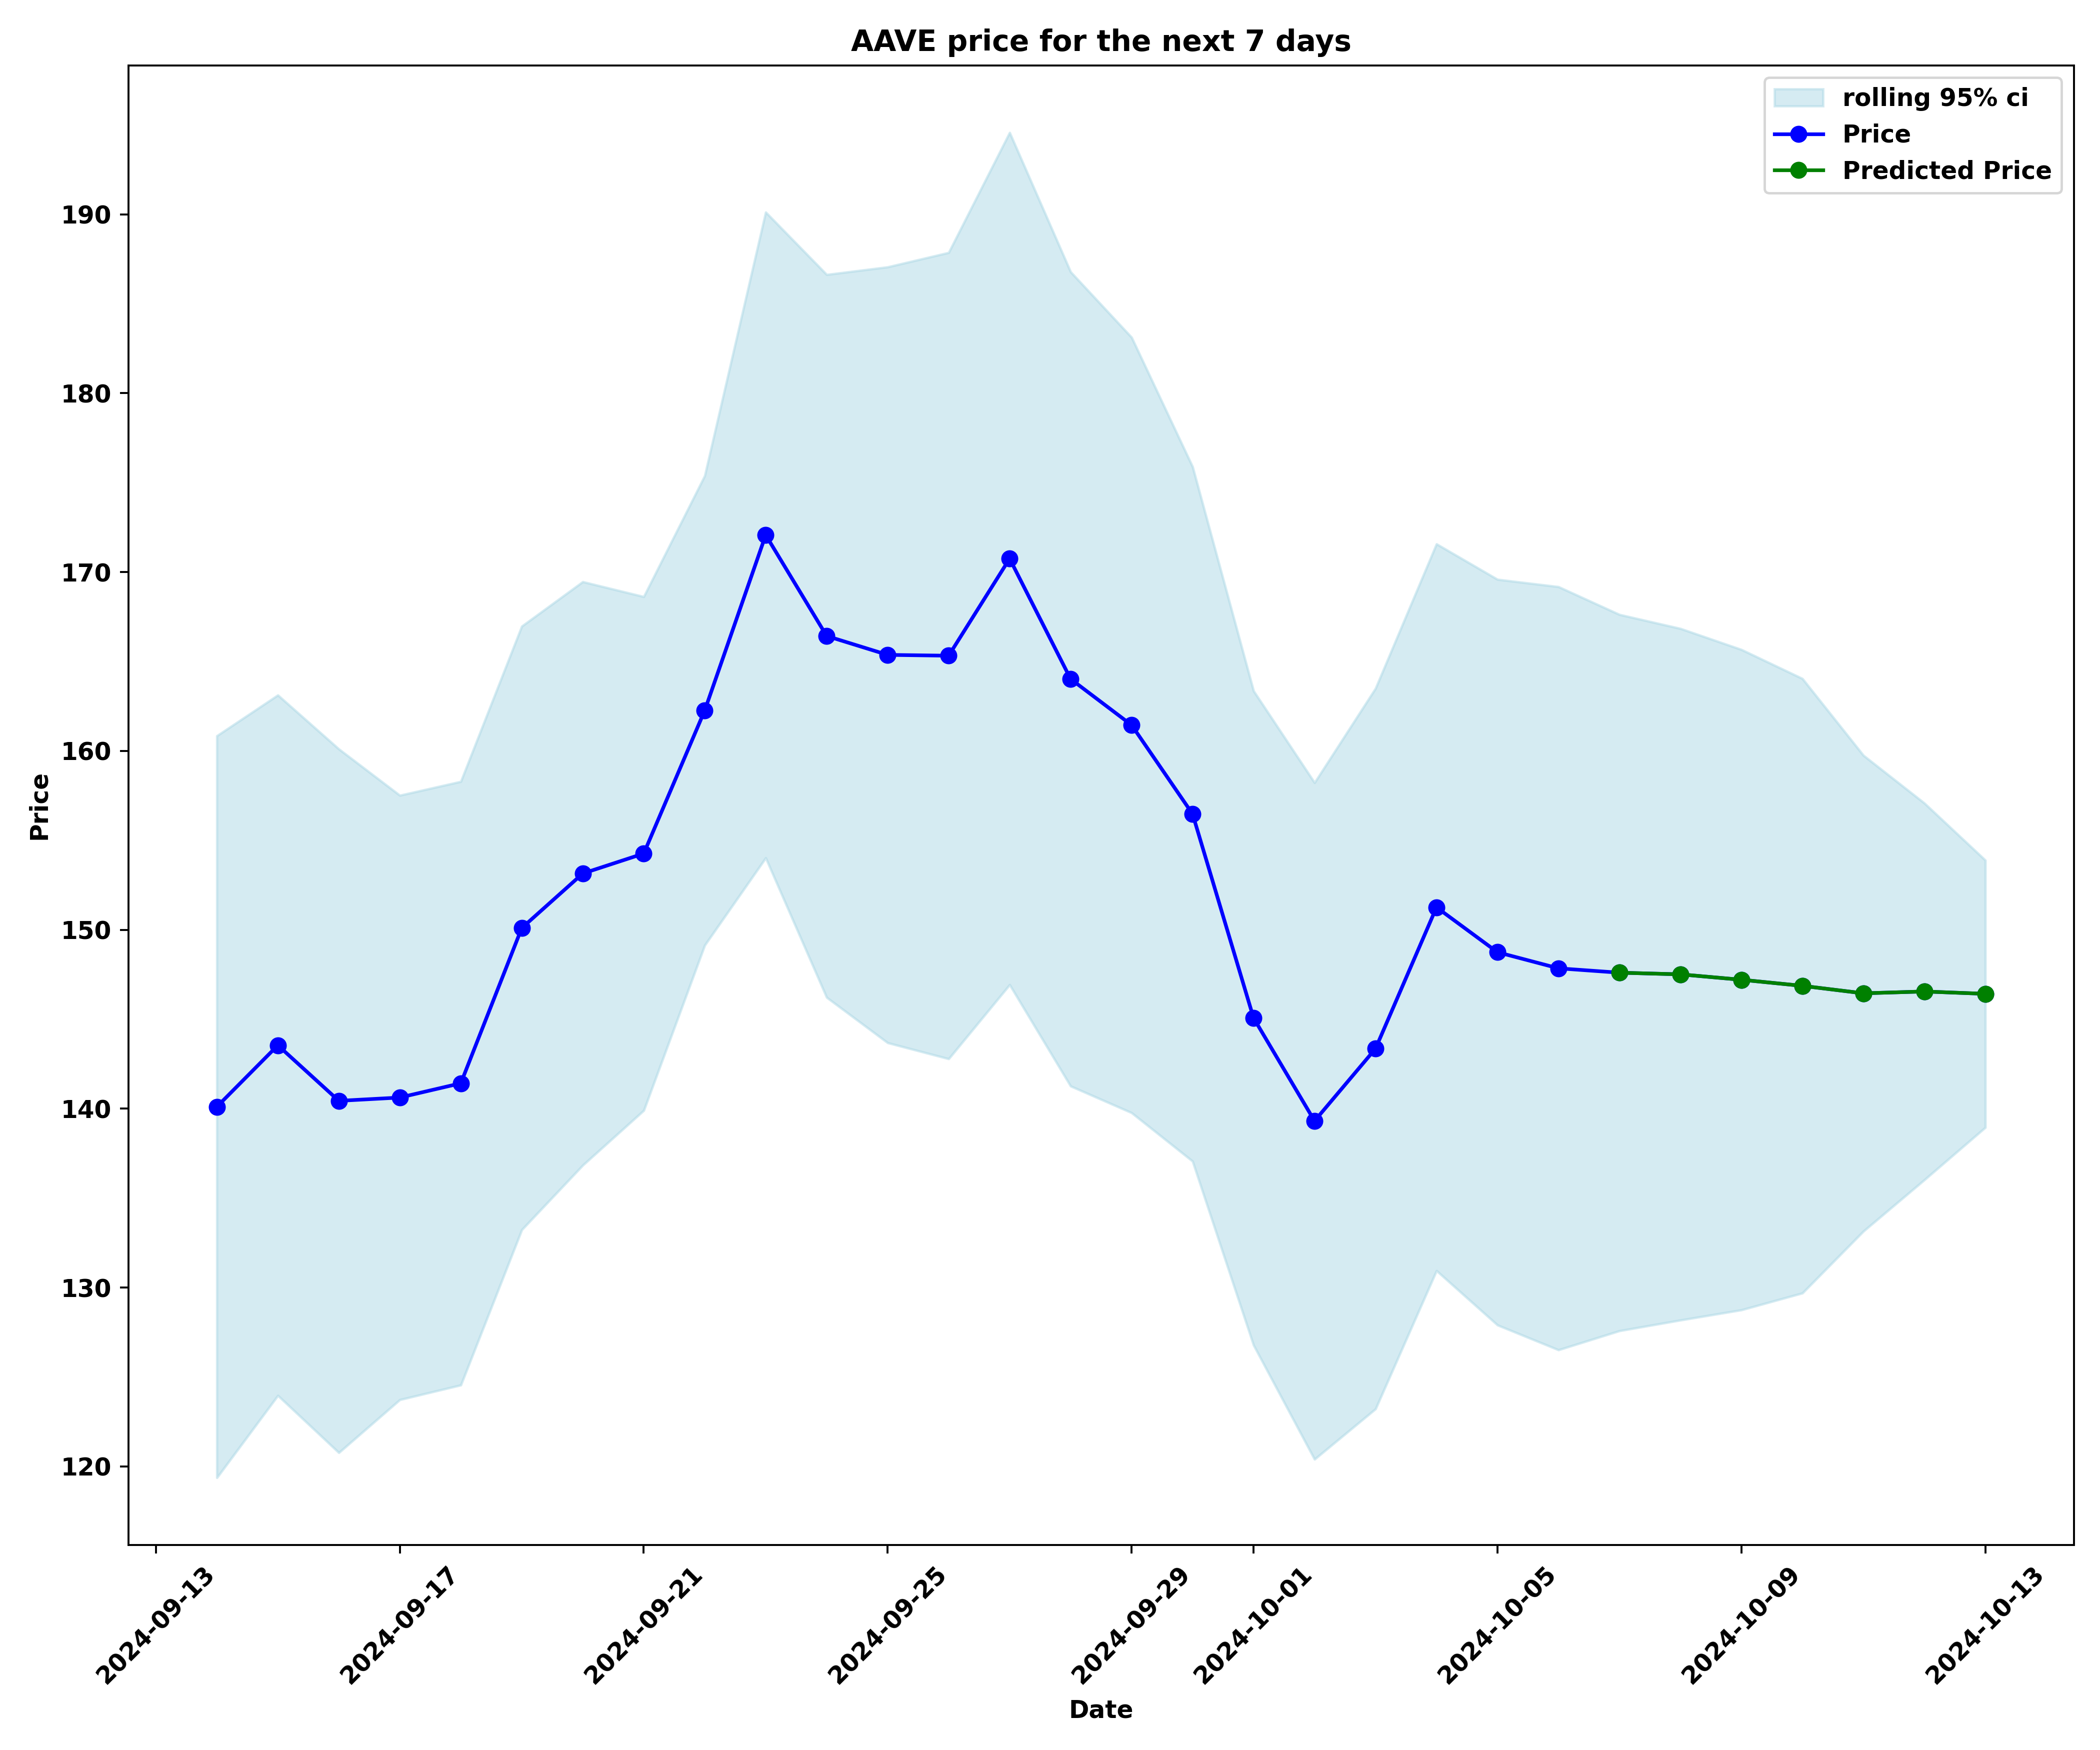 AAVE price for the next 7 days
rolling 95% ci
Price
Predicted Price
190
180
170
160
150
140
130
120
Price
2024-09-13
2024-09-17
2024-09-21
2024-09-25
2024-09-29
2024-10-01
2024-10-05
2024-10-09
2024-10-13
Date